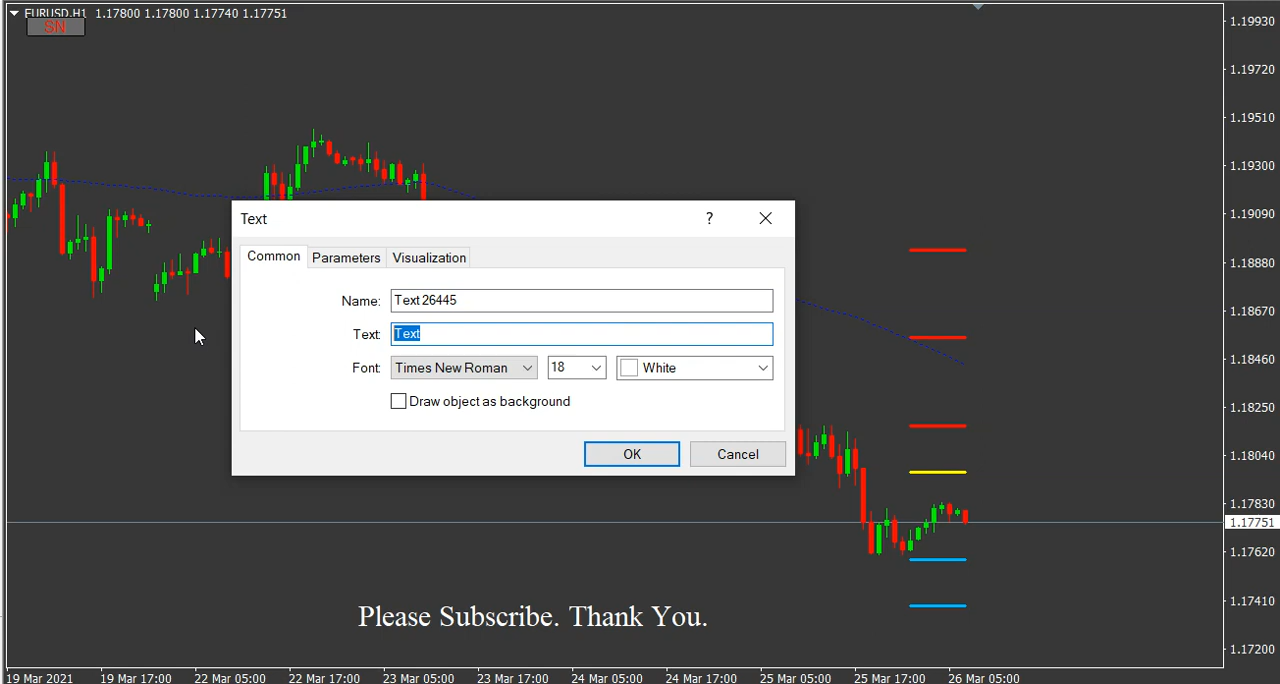 EURUSD.H1 1.17800 1.17800 1.17740 1.17751
SN
1.19930
1.19720
1.19510
1.19300
1.19090
1.18880
1.18670
1.18460
1.18250
1.18040
1.17830
1.17751
1.17620
1.17410
1.17200
Text ?
Common Parameters Visualization
Name: Text 26445
Text: Text
Font: Times New Roman 18 White
Draw object as background
OK Cancel
Please Subscribe. Thank You.
19 Mar 2021 19 Mar 17:00 22 Mar 05:00 22 Mar 17:00 23 Mar 05:00 23 Mar 17:00 24 Mar 05:00 24 Mar 17:00 25 Mar 05:00 25 Mar 17:00 26 Mar 05:00